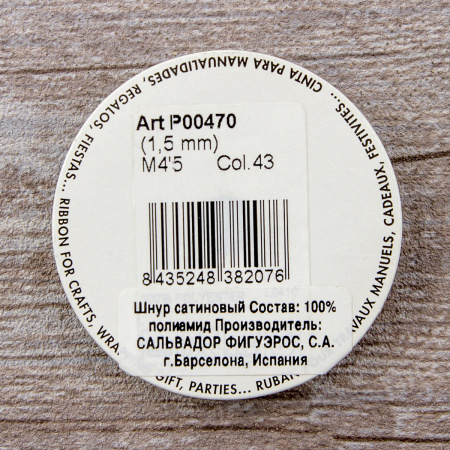 Art P00470
(1,5 mm)
M4'5 Col.43
8 435248 382076
Шнур сатиновый Состав: 100%
полиамид Производитель:
САЛЬВАДОР ФИГУЭРОС, С.А.
г.Барселона, Испания
CINTA PARA MANUALIDADES, REGALOS, FIESTAS... RIBBON FOR CRAFTS, WRA
GIFT, PARTIES... RUBAN
VAUX MANUELS, CADEAUX, FESTIVITES...